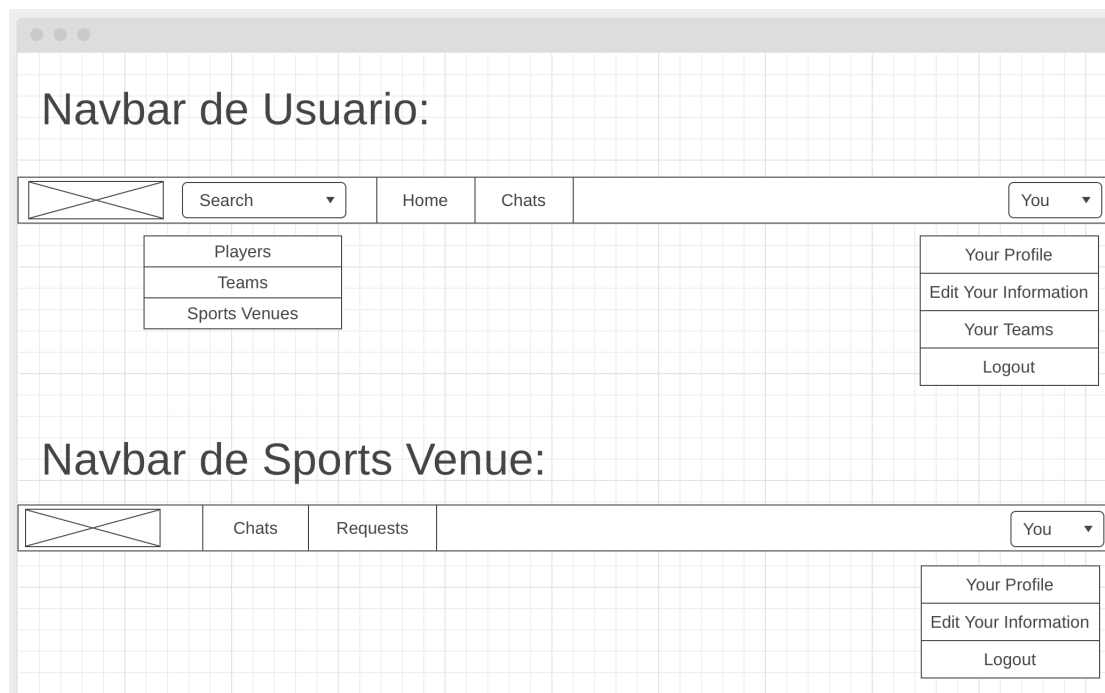 Navbar de Usuario:
Search
Home
Chats
You
Players
Teams
Sports Venues
Your Profile
Edit Your Information
Your Teams
Logout
Navbar de Sports Venue:
Chats
Requests
You
Your Profile
Edit Your Information
Logout